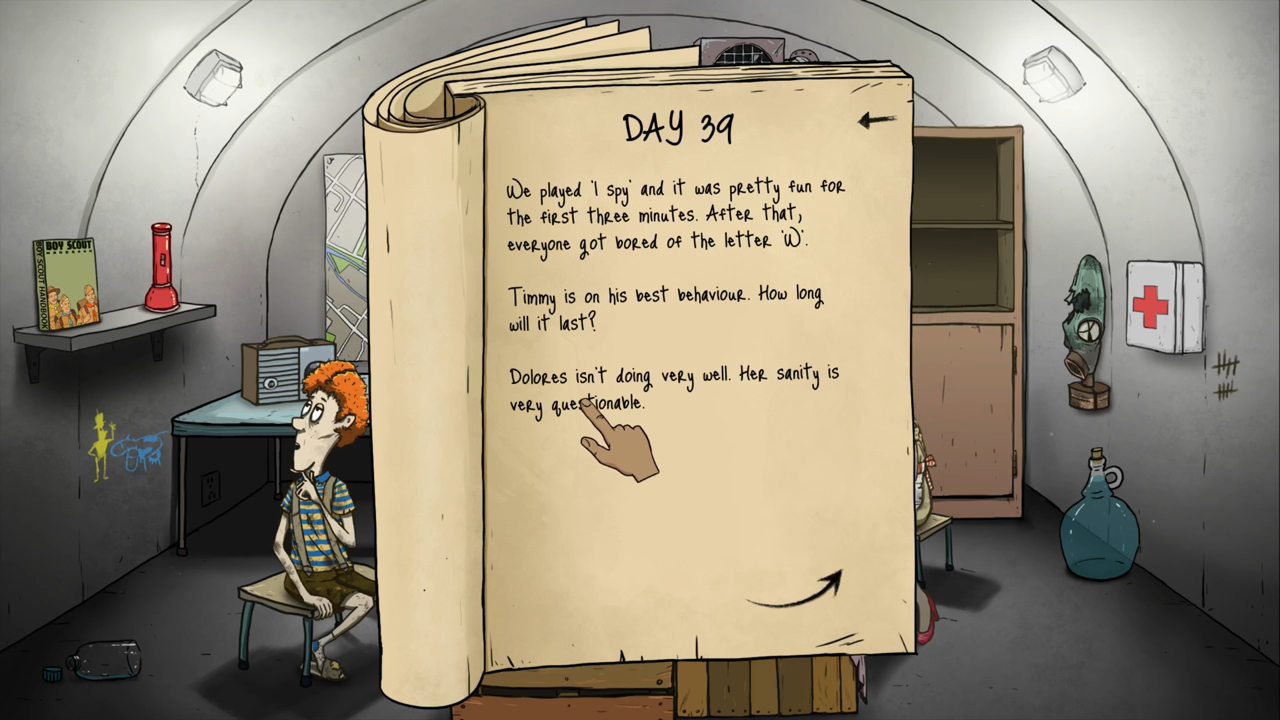 DAY 39
We played 'I spy' and it was pretty fun for
the first three minutes. After that,
everyone got bored of the letter 'W'.
Timmy is on his best behaviour. How long
will it last?
Dolores isn't doing very well. Her sanity is
very questionable.
BOY SCOUT
BOY SCOUT HANDBOOK